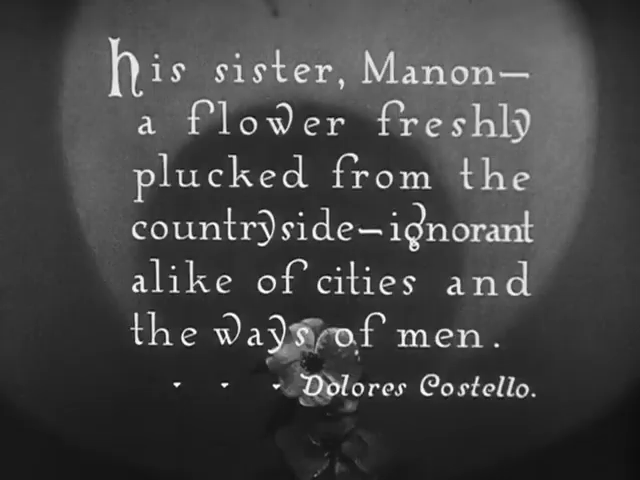 his sister, Manon—
a flower freshly
plucked from the
countryside—ignorant
alike of cities and
the ways of men.
. . . Dolores Costello.